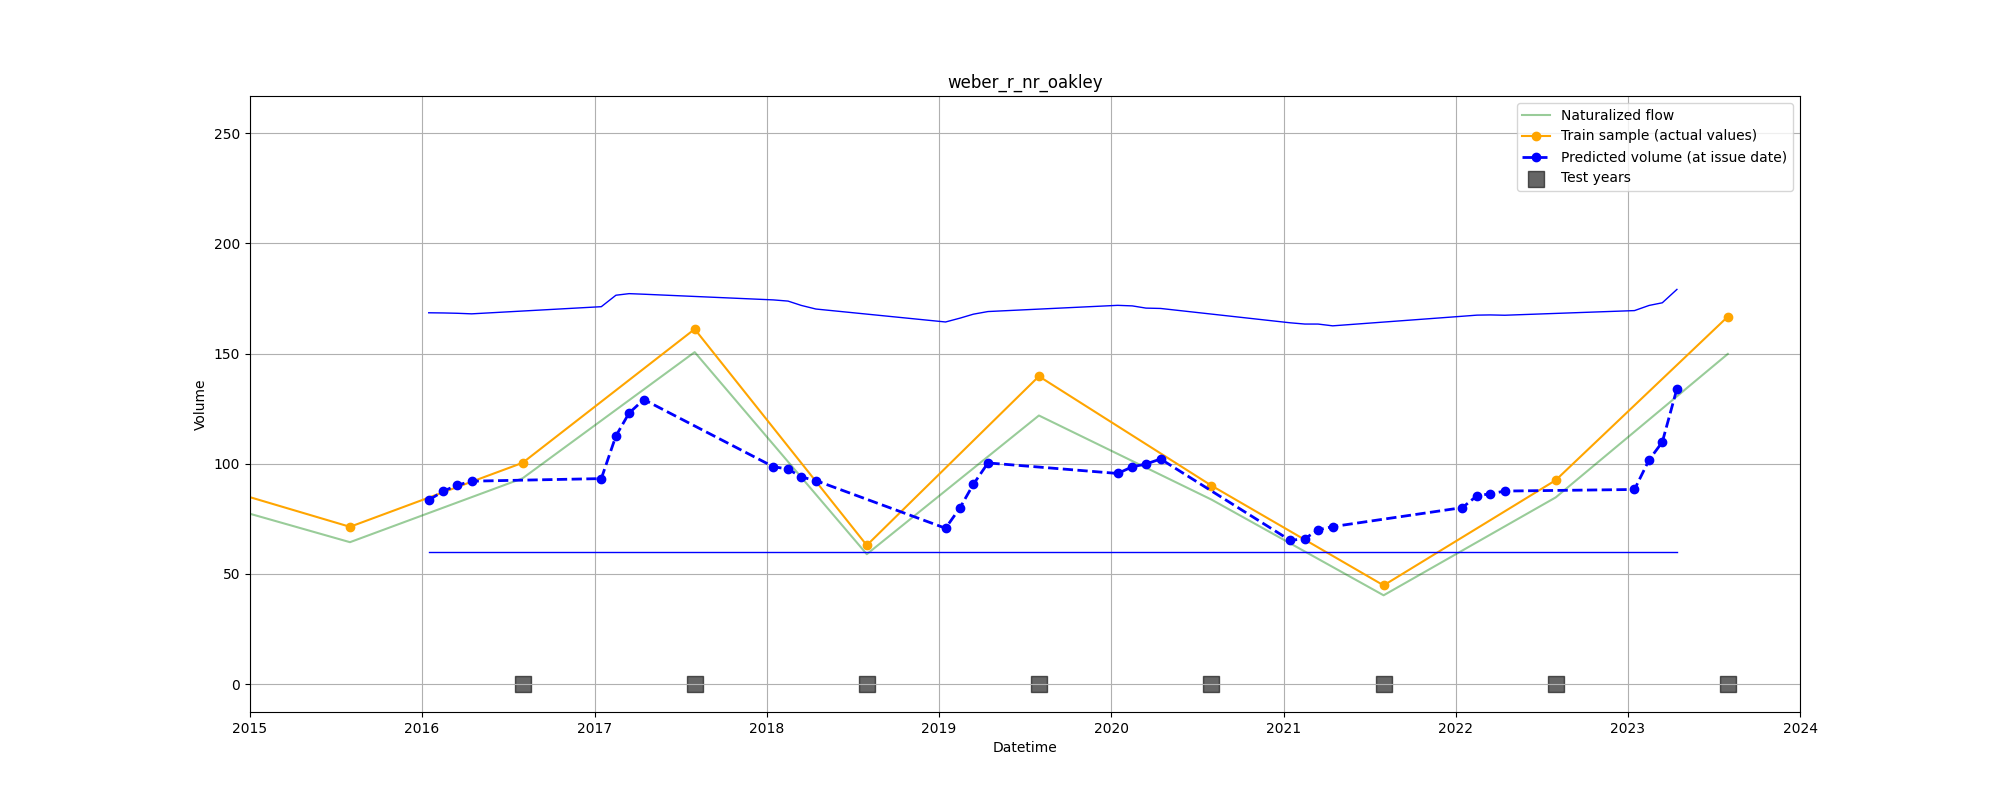 weber_r_nr_oakley
Naturalized flow
Train sample (actual values)
Predicted volume (at issue date)
Test years
250
200
150
100
50
0
Volume
2015 2016 2017 2018 2019 2020 2021 2022 2023 2024
Datetime